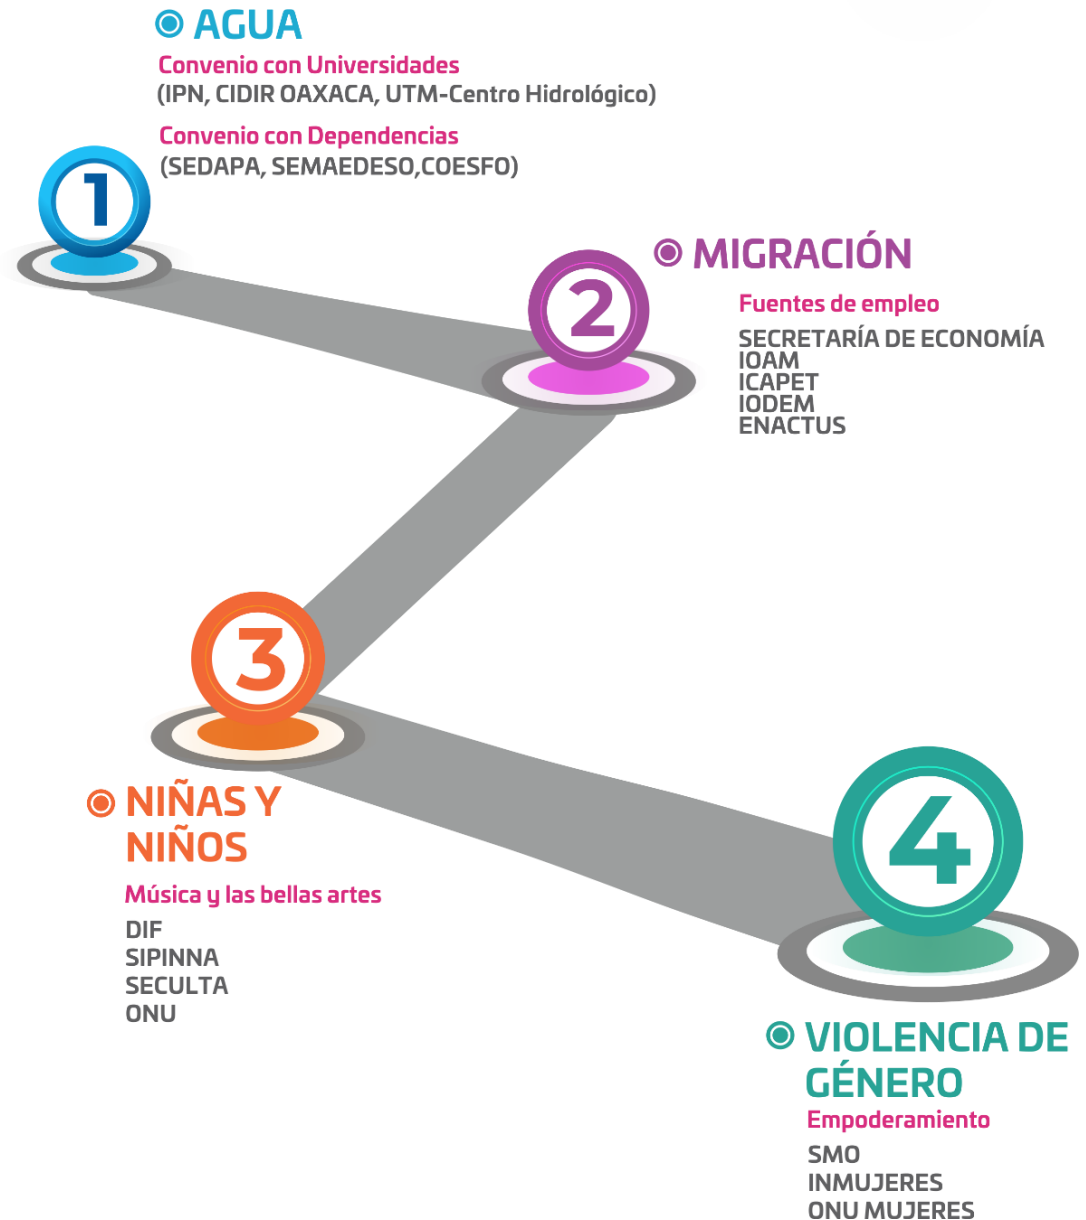 AGUA
Convenio con Universidades
(IPN, CIDIR OAXACA, UTM-Centro Hidrológico)
Convenio con Dependencias
(SEDAPA, SEMAEDESO,COESFO)
1
2
MIGRACIÓN
Fuentes de empleo
SECRETARÍA DE ECONOMÍA
IOAM
ICAPET
IODEM
ENACTUS
3
NIÑAS Y
NIÑOS
Música y las bellas artes
DIF
SIPINNA
SECULTA
ONU
4
VIOLENCIA DE
GÉNERO
Empoderamiento
SMO
INMUJERES
ONU MUJERES